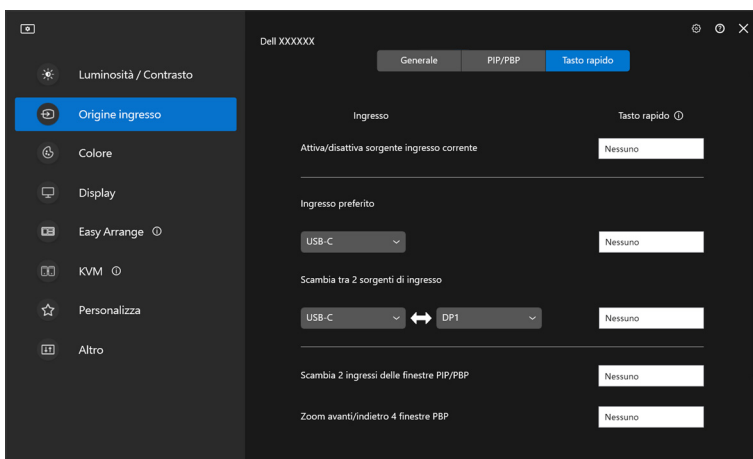 Dell XXXXXX
Generale PIP/PBP Tasto rapido
Luminosità / Contrasto
Origine ingresso
Colore
Display
Easy Arrange
KVM
Personalizza
Altro
Ingresso Tasto rapido
Attiva/disattiva sorgente ingresso corrente Nessuno
Ingresso preferito
USB-C Nessuno
Scambia tra 2 sorgenti di ingresso
USB-C DP1 Nessuno
Scambia 2 ingressi delle finestre PIP/PBP Nessuno
Zoom avanti/indietro 4 finestre PBP Nessuno